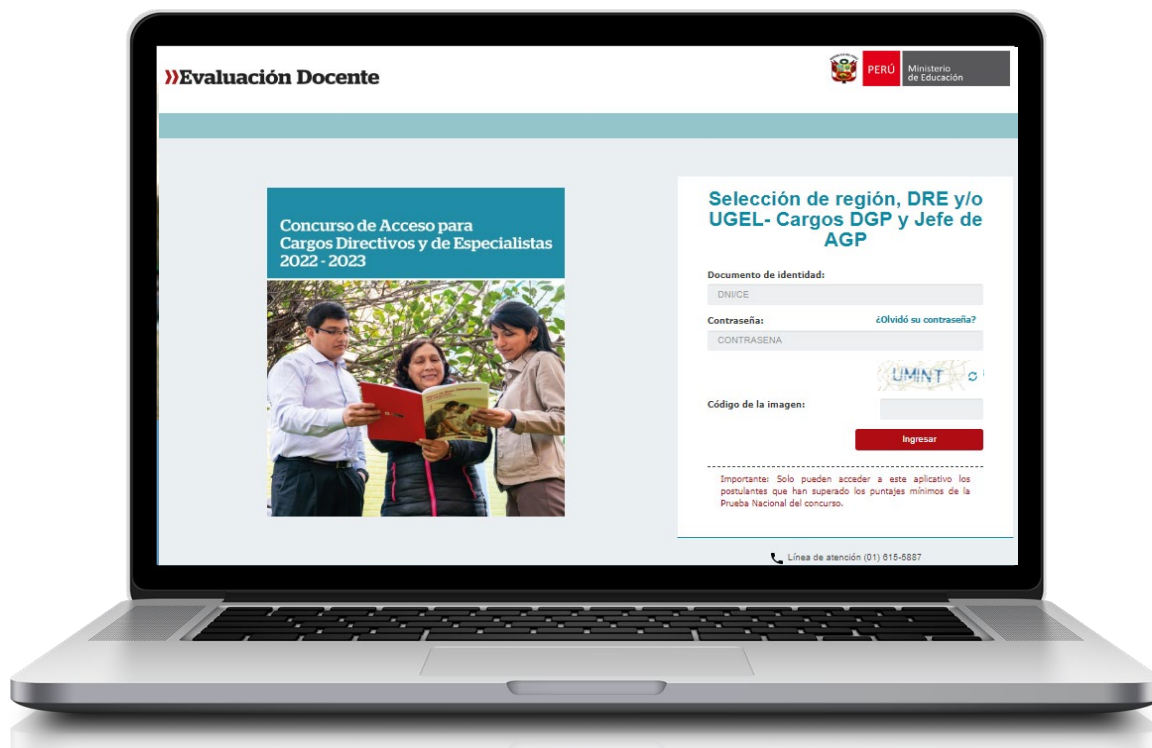 »Evaluación Docente
PERÚ
Ministerio
de Educación
Concurso de Acceso para
Cargos Directivos y de Especialistas
2022 - 2023
Selección de región, DRE y/o
UGEL- Cargos DGP y Jefe de
AGP
Documento de identidad:
DNI/CE
Contraseña:
¿Olvidó su contraseña?
CONTRASENA
UMINT
Código de la imagen:
Ingresar
Importante: Solo pueden acceder a este aplicativo los
postulantes que han superado los puntajes mínimos de la
Prueba Nacional del concurso.
Línea de atención (01) 615-5887